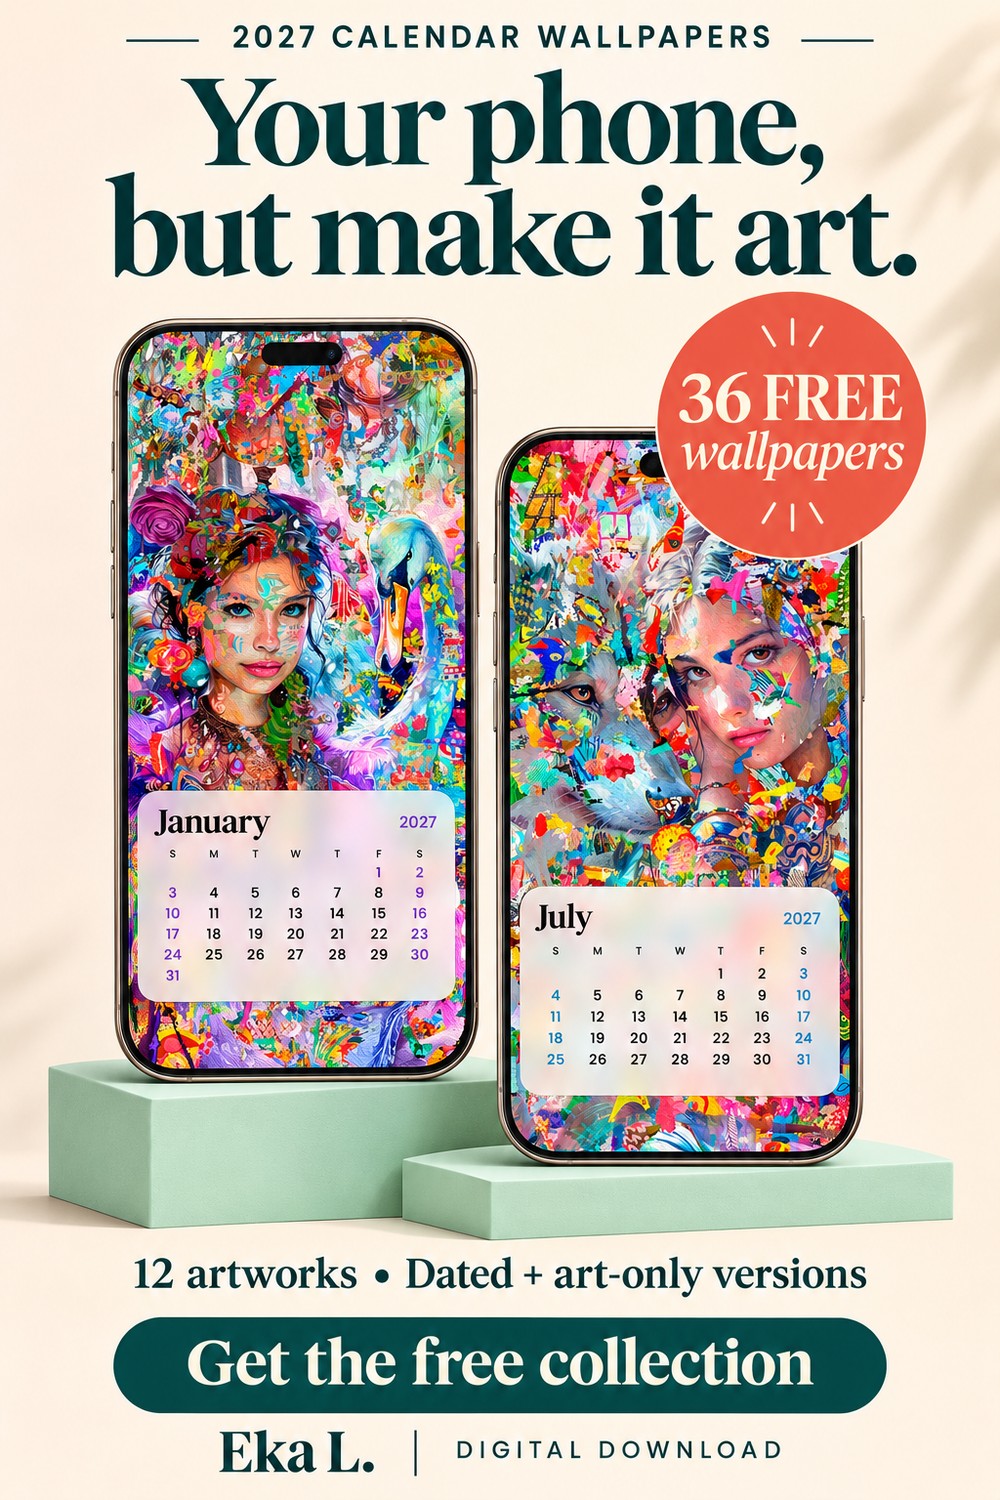 2027 CALENDAR WALLPAPERS
Your phone,
but make it art.
36 FREE
wallpapers
January 2027
S M T W T F S
1 2
3 4 5 6 7 8 9
10 11 12 13 14 15 16
17 18 19 20 21 22 23
24 25 26 27 28 29 30
31
July 2027
S M T W T F S
1 2 3
4 5 6 7 8 9 10
11 12 13 14 15 16 17
18 19 20 21 22 23 24
25 26 27 28 29 30 31
12 artworks • Dated + art-only versions
Get the free collection
Eka L. | DIGITAL DOWNLOAD